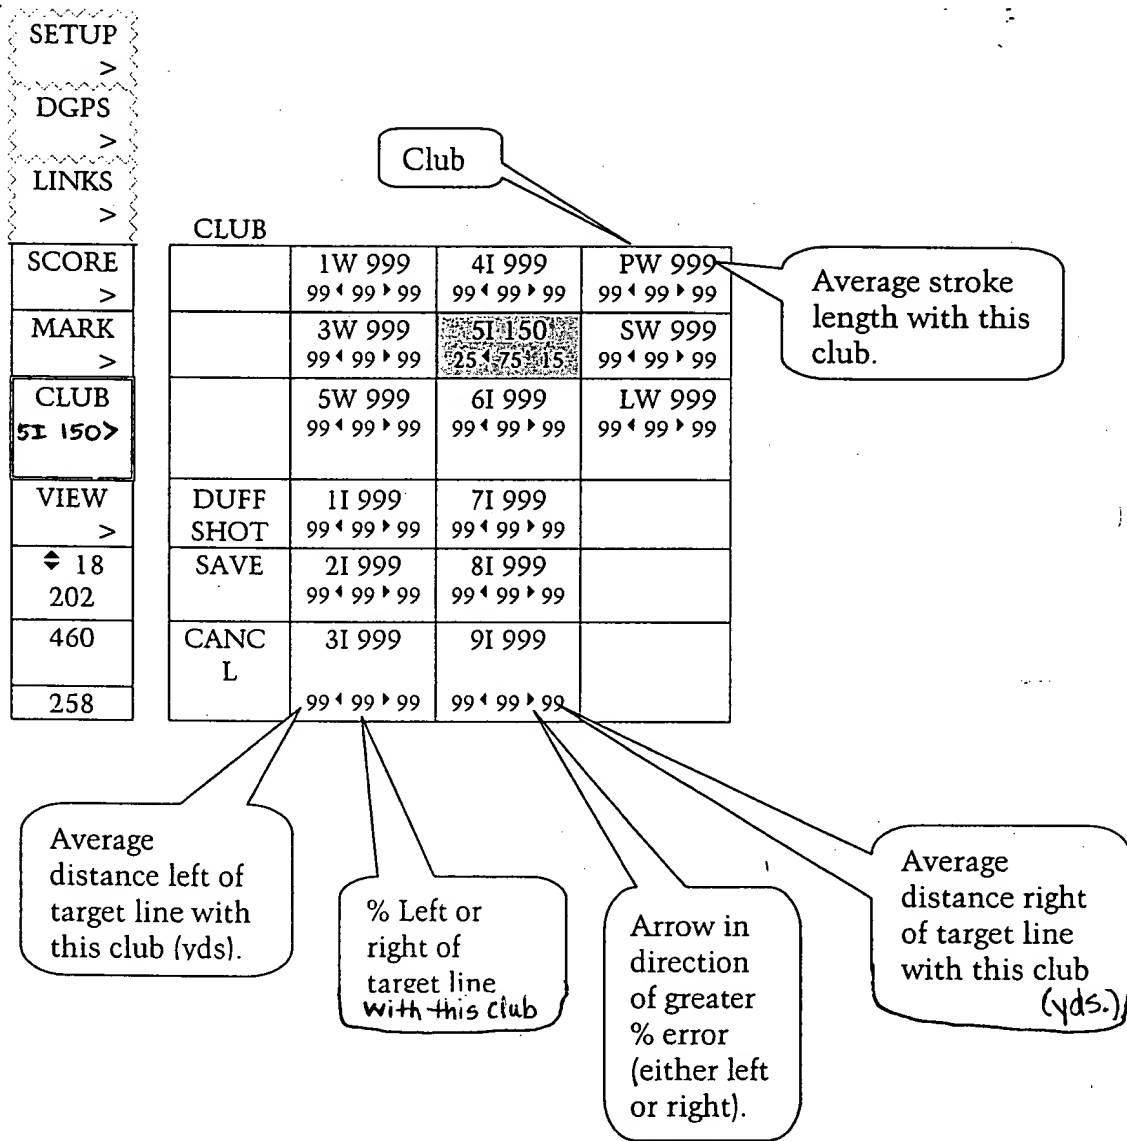 SETUP
>
DGPS
>
LINKS
>
SCORE
>
MARK
>
CLUB
5I 150>
VIEW
>
18
202
460
258
Club
CLUB
1W 999
99 ◂ 99 ▸ 99
4I 999
99 ◂ 99 ▸ 99
PW 999
99 ◂ 99 ▸ 99
3W 999
99 ◂ 99 ▸ 99
5I 150
25 ◂ 75 15
SW 999
99 ◂ 99 ▸ 99
5W 999
99 ◂ 99 ▸ 99
6I 999
99 ◂ 99 ▸ 99
LW 999
99 ◂ 99 ▸ 99
DUFF
SHOT
1I 999
99 ◂ 99 ▸ 99
7I 999
99 ◂ 99 ▸ 99
SAVE
2I 999
99 ◂ 99 ▸ 99
8I 999
99 ◂ 99 ▸ 99
CANC
L
3I 999
99 ◂ 99 ▸ 99
9I 999
99 ◂ 99 ▸ 99
Average stroke
length with this
club.
Average
distance left of
target line with
this club (yds).
% Left or
right of
target line
with this club
Arrow in
direction
of greater
% error
(either left
or right).
Average
distance right
of target line
with this club
(yds.)